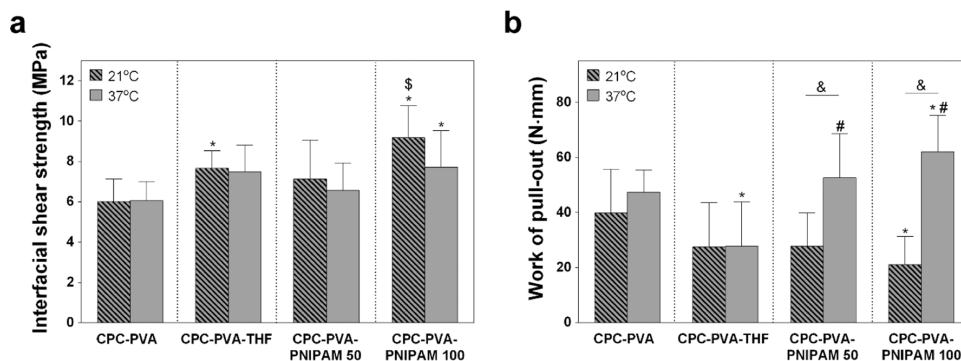 a
Interfacial shear strength (MPa)
12
10
8
6
4
2
0
21ºC
37ºC
*
$
*
*
CPC-PVA
CPC-PVA-THF
CPC-PVA-
PNIPAM 50
CPC-PVA-
PNIPAM 100
b
Work of pull-out (N·mm)
80
60
40
20
0
21ºC
37ºC
*
&
#
&
*
* #
CPC-PVA
CPC-PVA-THF
CPC-PVA-
PNIPAM 50
CPC-PVA-
PNIPAM 100